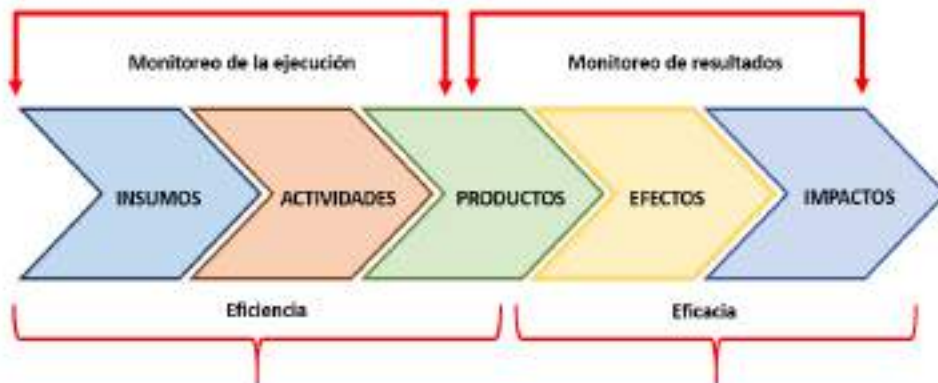 Monitoreo de la ejecución
Monitoreo de resultados
INSUMOS
ACTIVIDADES
PRODUCTOS
EFECTOS
IMPACTOS
Eficiencia
Eficacia